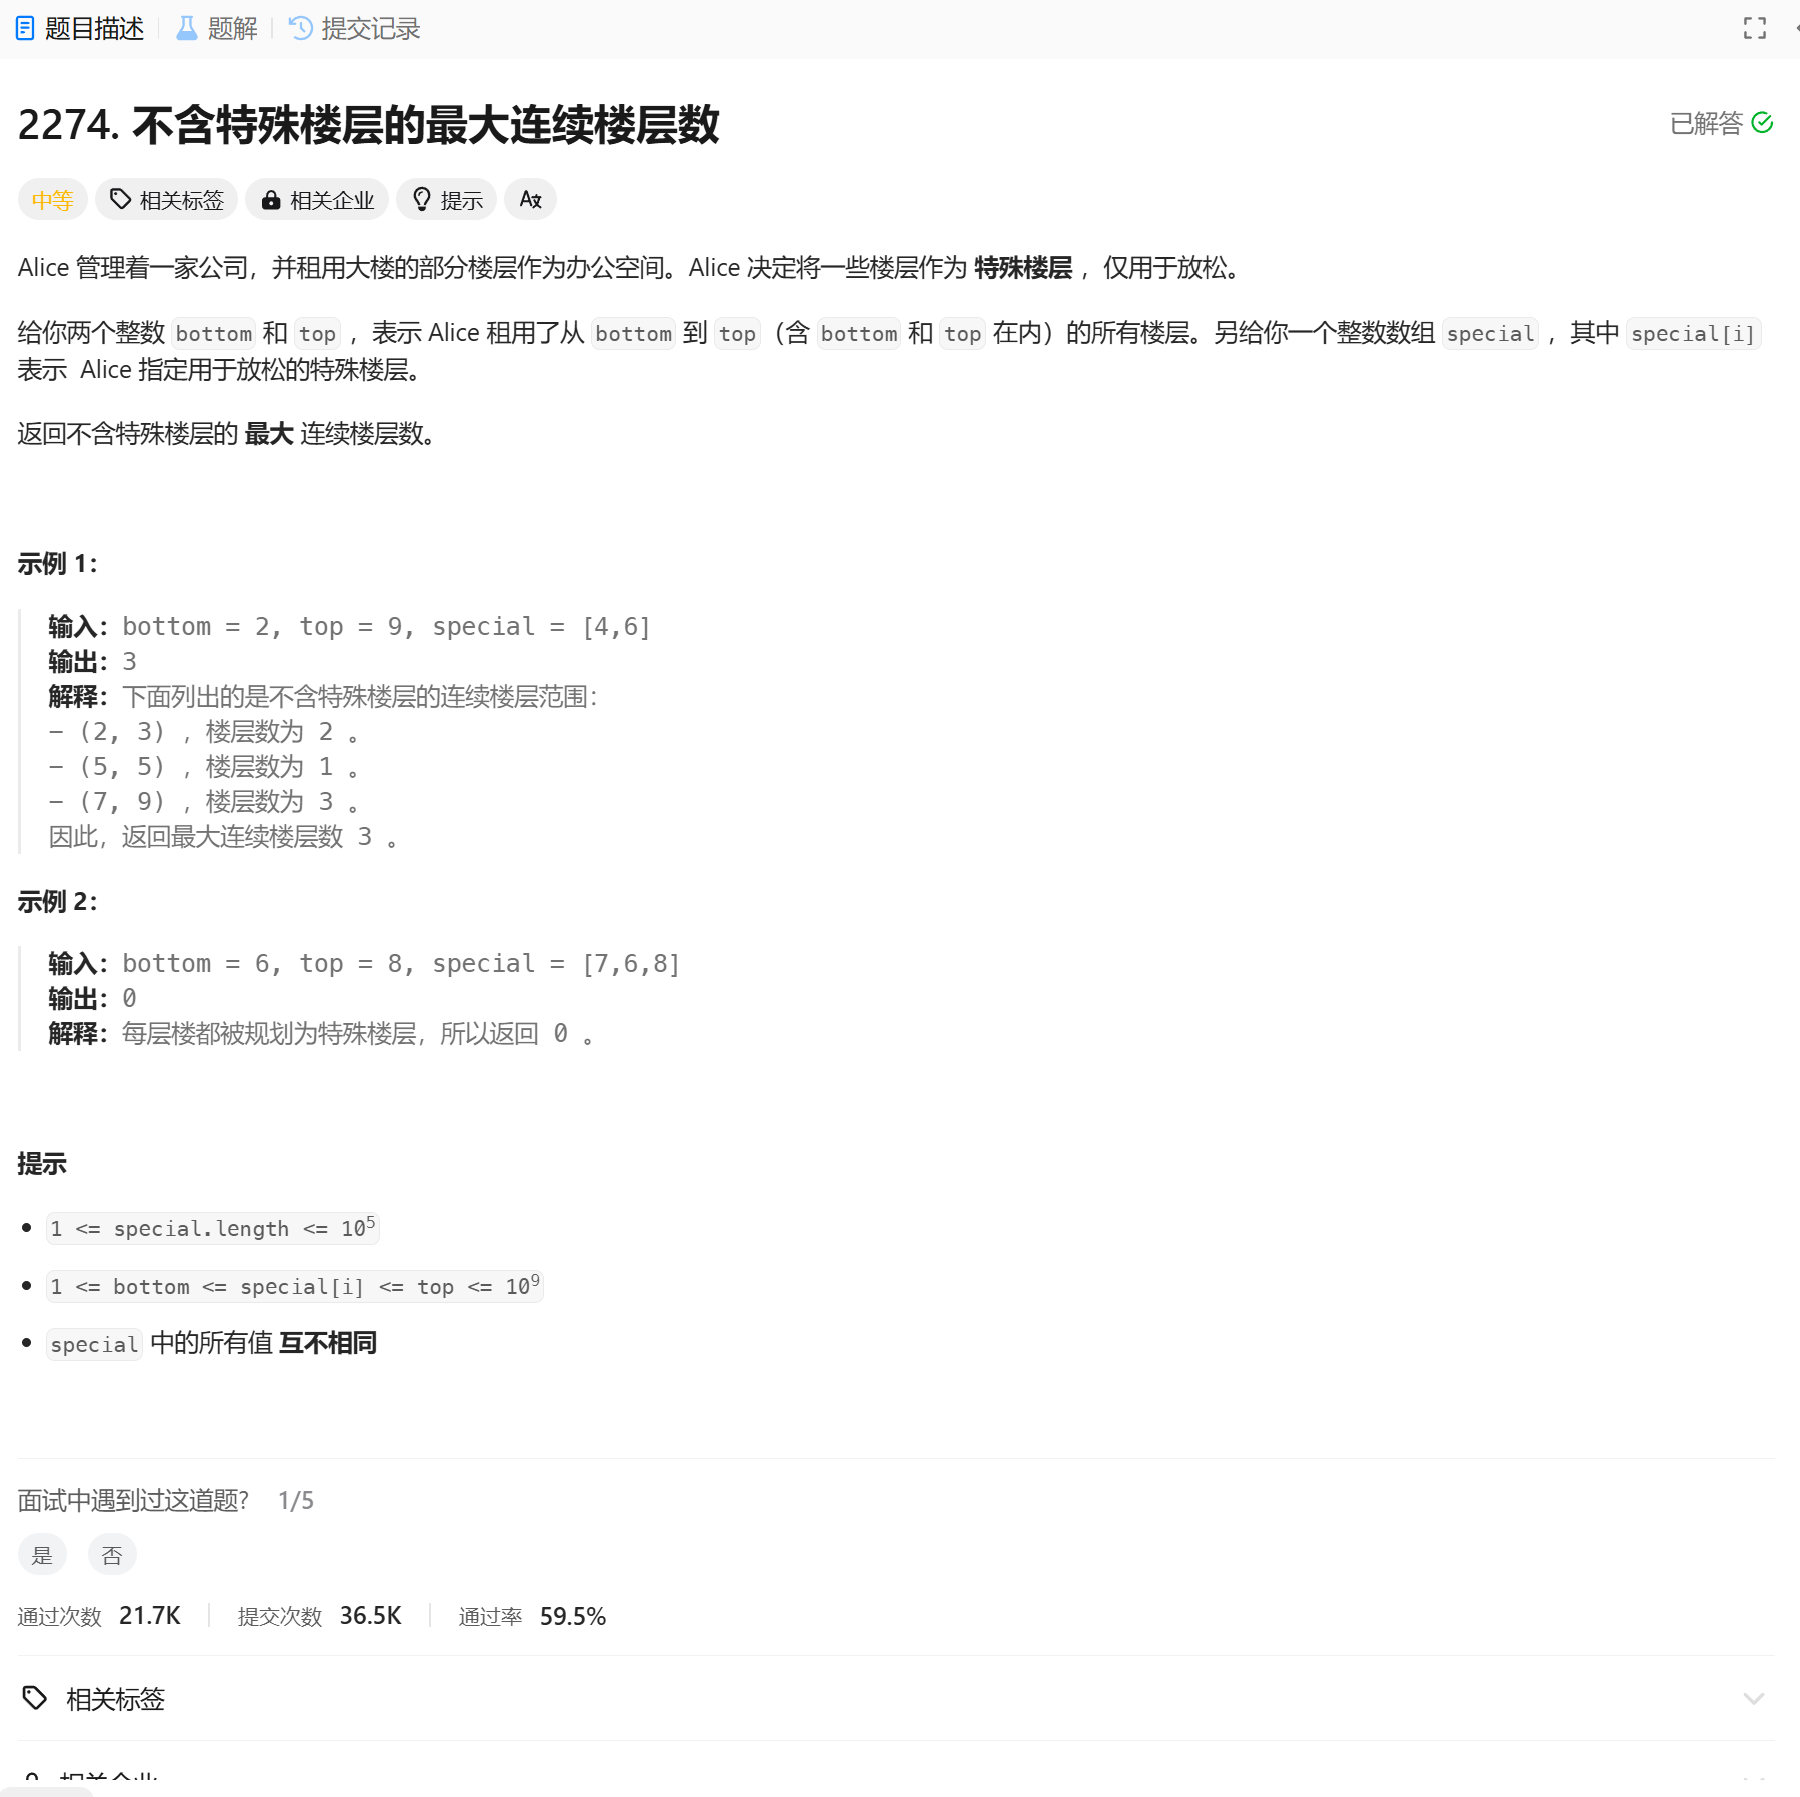 题目描述 题解 提交记录
2274. 不含特殊楼层的最大连续楼层数
已解答
中等 相关标签 相关企业 提示
Alice 管理着一家公司，并租用大楼的部分楼层作为办公空间。Alice 决定将一些楼层作为 特殊楼层 ，仅用于放松。
给你两个整数 bottom 和 top ，表示 Alice 租用了从 bottom 到 top（含 bottom 和 top 在内）的所有楼层。另给你一个整数数组 special ，其中 special[i]
表示 Alice 指定用于放松的特殊楼层。
返回不含特殊楼层的 最大 连续楼层数。
示例 1：
输入：bottom = 2, top = 9, special = [4,6]
输出：3
解释：下面列出的是不含特殊楼层的连续楼层范围：
- (2, 3) ，楼层数为 2 。
- (5, 5) ，楼层数为 1 。
- (7, 9) ，楼层数为 3 。
因此，返回最大连续楼层数 3 。
示例 2：
输入：bottom = 6, top = 8, special = [7,6,8]
输出：0
解释：每层楼都被规划为特殊楼层，所以返回 0 。
提示
1 <= special.length <= 10⁵
1 <= bottom <= special[i] <= top <= 10⁹
special 中的所有值 互不相同
面试中遇到过这道题? 1/5
是 否
通过次数 21.7K 提交次数 36.5K 通过率 59.5%
相关标签